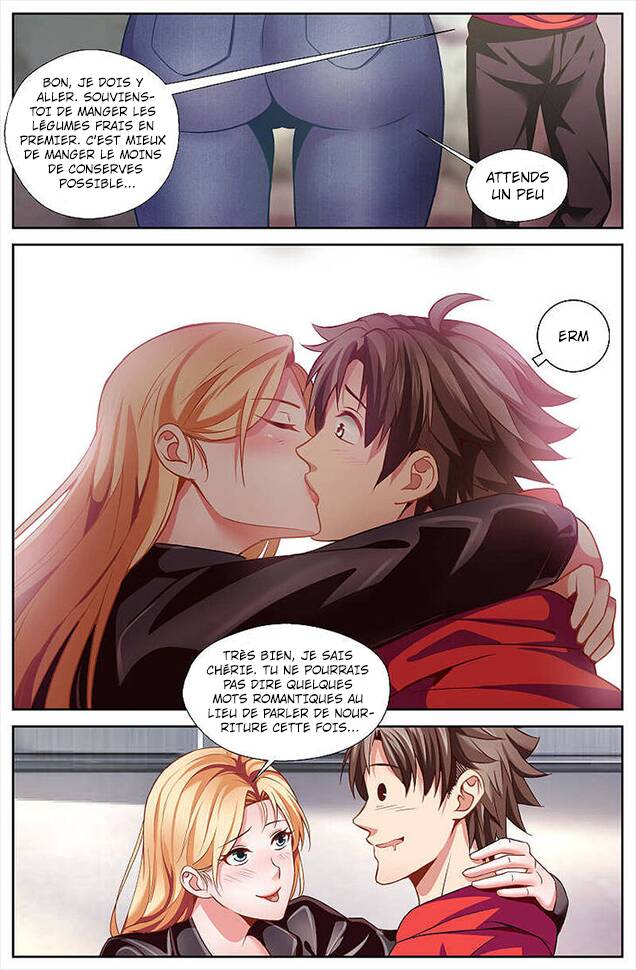 BON, JE DOIS Y
ALLER. SOUVIENS-
TOI DE MANGER LES
LÉGUMES FRAIS EN
PREMIER. C'EST MIEUX
DE MANGER LE MOINS
DE CONSERVES
POSSIBLE...
ATTENDS
UN PEU
ERM
TRÈS BIEN, JE SAIS
CHÉRIE. TU NE POURRAIS
PAS DIRE QUELQUES
MOTS ROMANTIQUES AU
LIEU DE PARLER DE NOUR-
RITURE CETTE FOIS...